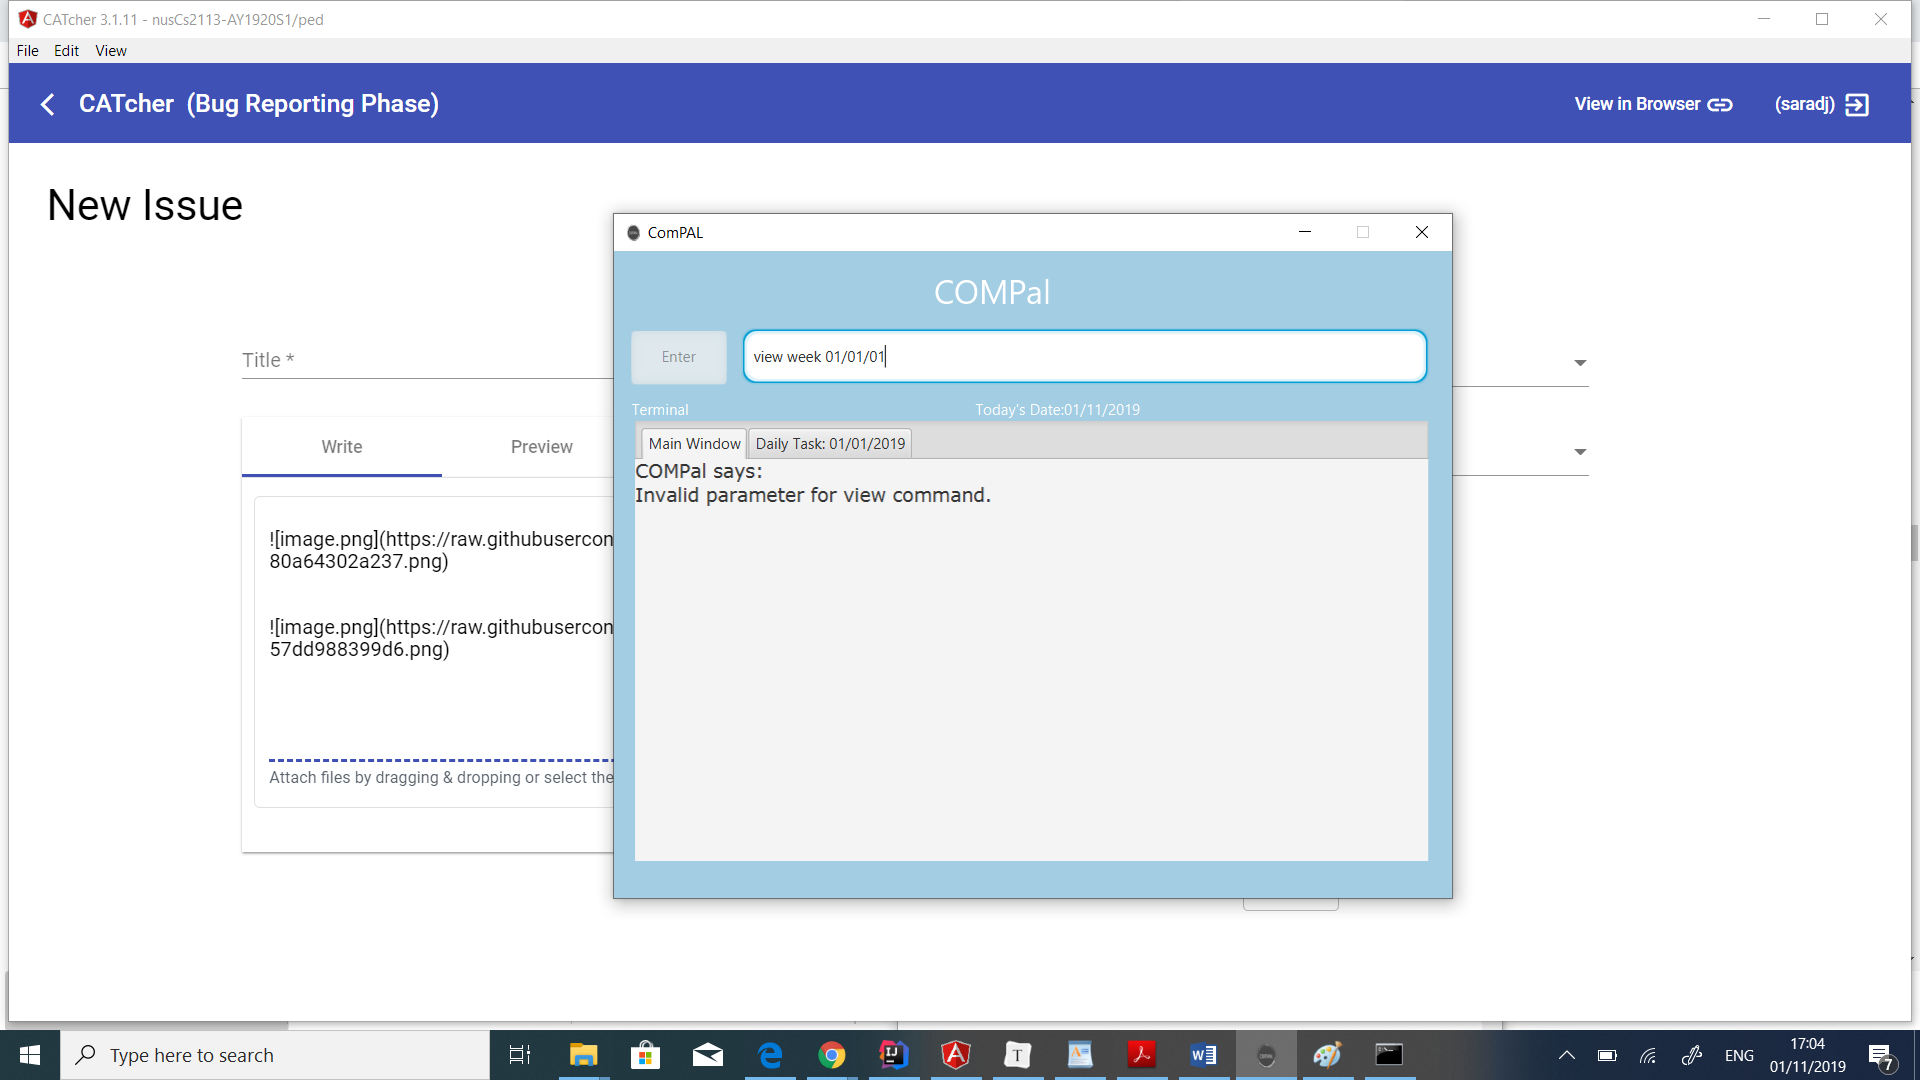 CATcher 3.1.11 - nusCs2113-AY1920S1/ped
File Edit View
CATcher (Bug Reporting Phase)
View in Browser
(saradj)
New Issue
Title *
Write
Preview
![image.png](https://raw.githubusercon
80a64302a237.png)
![image.png](https://raw.githubusercon
57dd988399d6.png)
Attach files by dragging & dropping or select the
ComPAL
COMPal
Enter
view week 01/01/01
Terminal
Today's Date:01/11/2019
Main Window
Daily Task: 01/01/2019
COMPal says:
Invalid parameter for view command.
Type here to search
ENG
17:04
01/11/2019
7